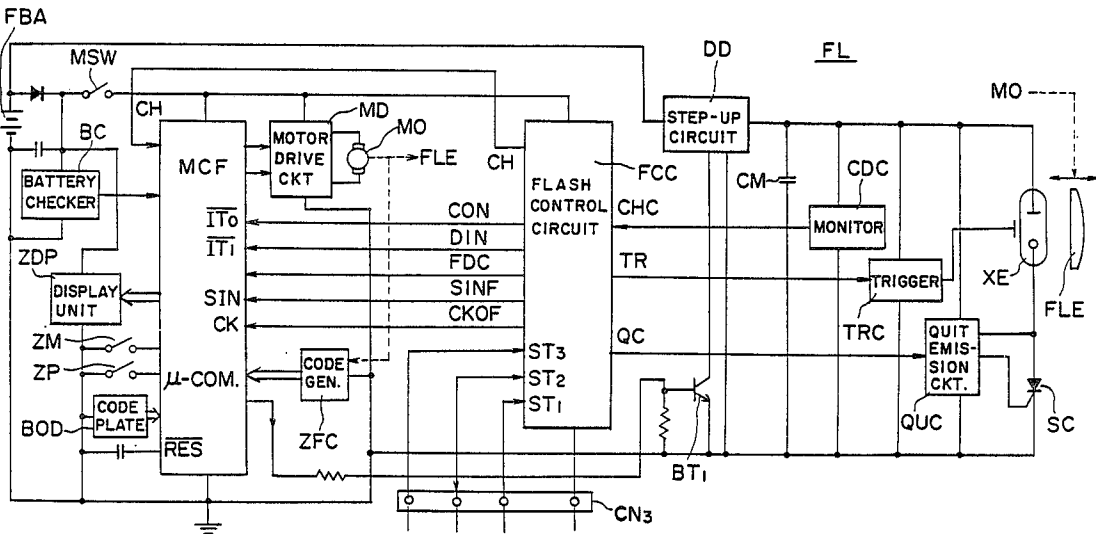 FBA
MSW
DD
FL
MO
CH
BC
MCF
MD
MO
FLE
MOTOR
DRIVE
CKT
STEP-UP
CIRCUIT
BATTERY
CHECKER
CH
FCC
FLASH
CONTROL
CIRCUIT
CM
CDC
MONITOR
CHC
IT0
CON
IT1
DIN
FDC
ZDP
DISPLAY
UNIT
SIN
SINF
CK
CKOF
TR
TRIGGER
TRC
XE
FLE
ZM
ZP
μ-COM.
CODE
GEN.
ZFC
ST3
ST2
ST1
QC
QUIT
EMIS-
SION
CKT.
QUC
SC
BOD
CODE
PLATE
RES
BT1
CN3